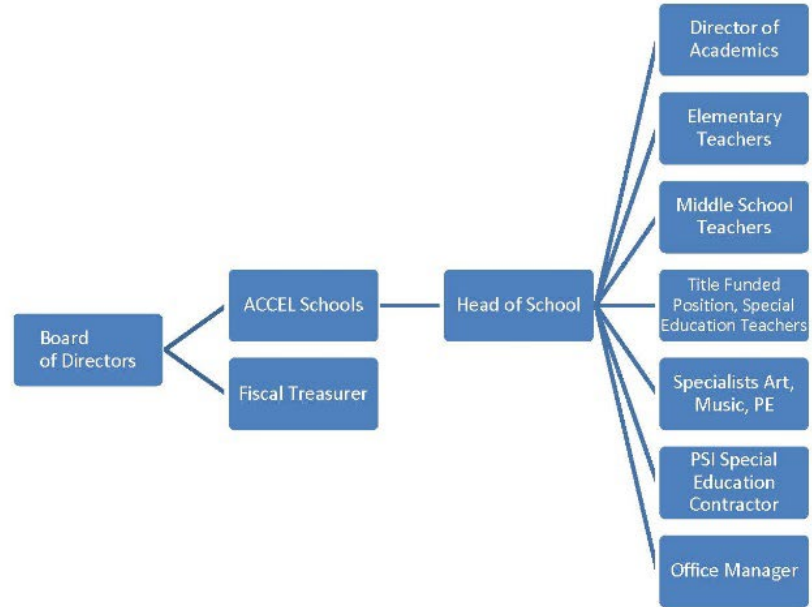 Board
of Directors
ACCEL Schools
Fiscal Treasurer
Head of School
Director of
Academics
Elementary
Teachers
Middle School
Teachers
Title Funded
Position, Special
Education Teachers
Specialists Art,
Music, PE
PSI Special
Education
Contractor
Office Manager